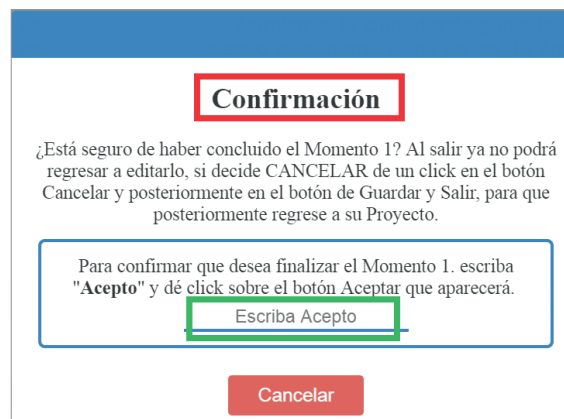 Confirmación
¿Está seguro de haber concluido el Momento 1? Al salir ya no podrá
regresar a editarlo, si decide CANCELAR de un click en el botón
Cancelar y posteriormente en el botón de Guardar y Salir, para que
posteriormente regrese a su Proyecto.
Para confirmar que desea finalizar el Momento 1. escriba
"Acepto" y dé click sobre el botón Aceptar que aparecerá.
Escriba Acepto
Cancelar